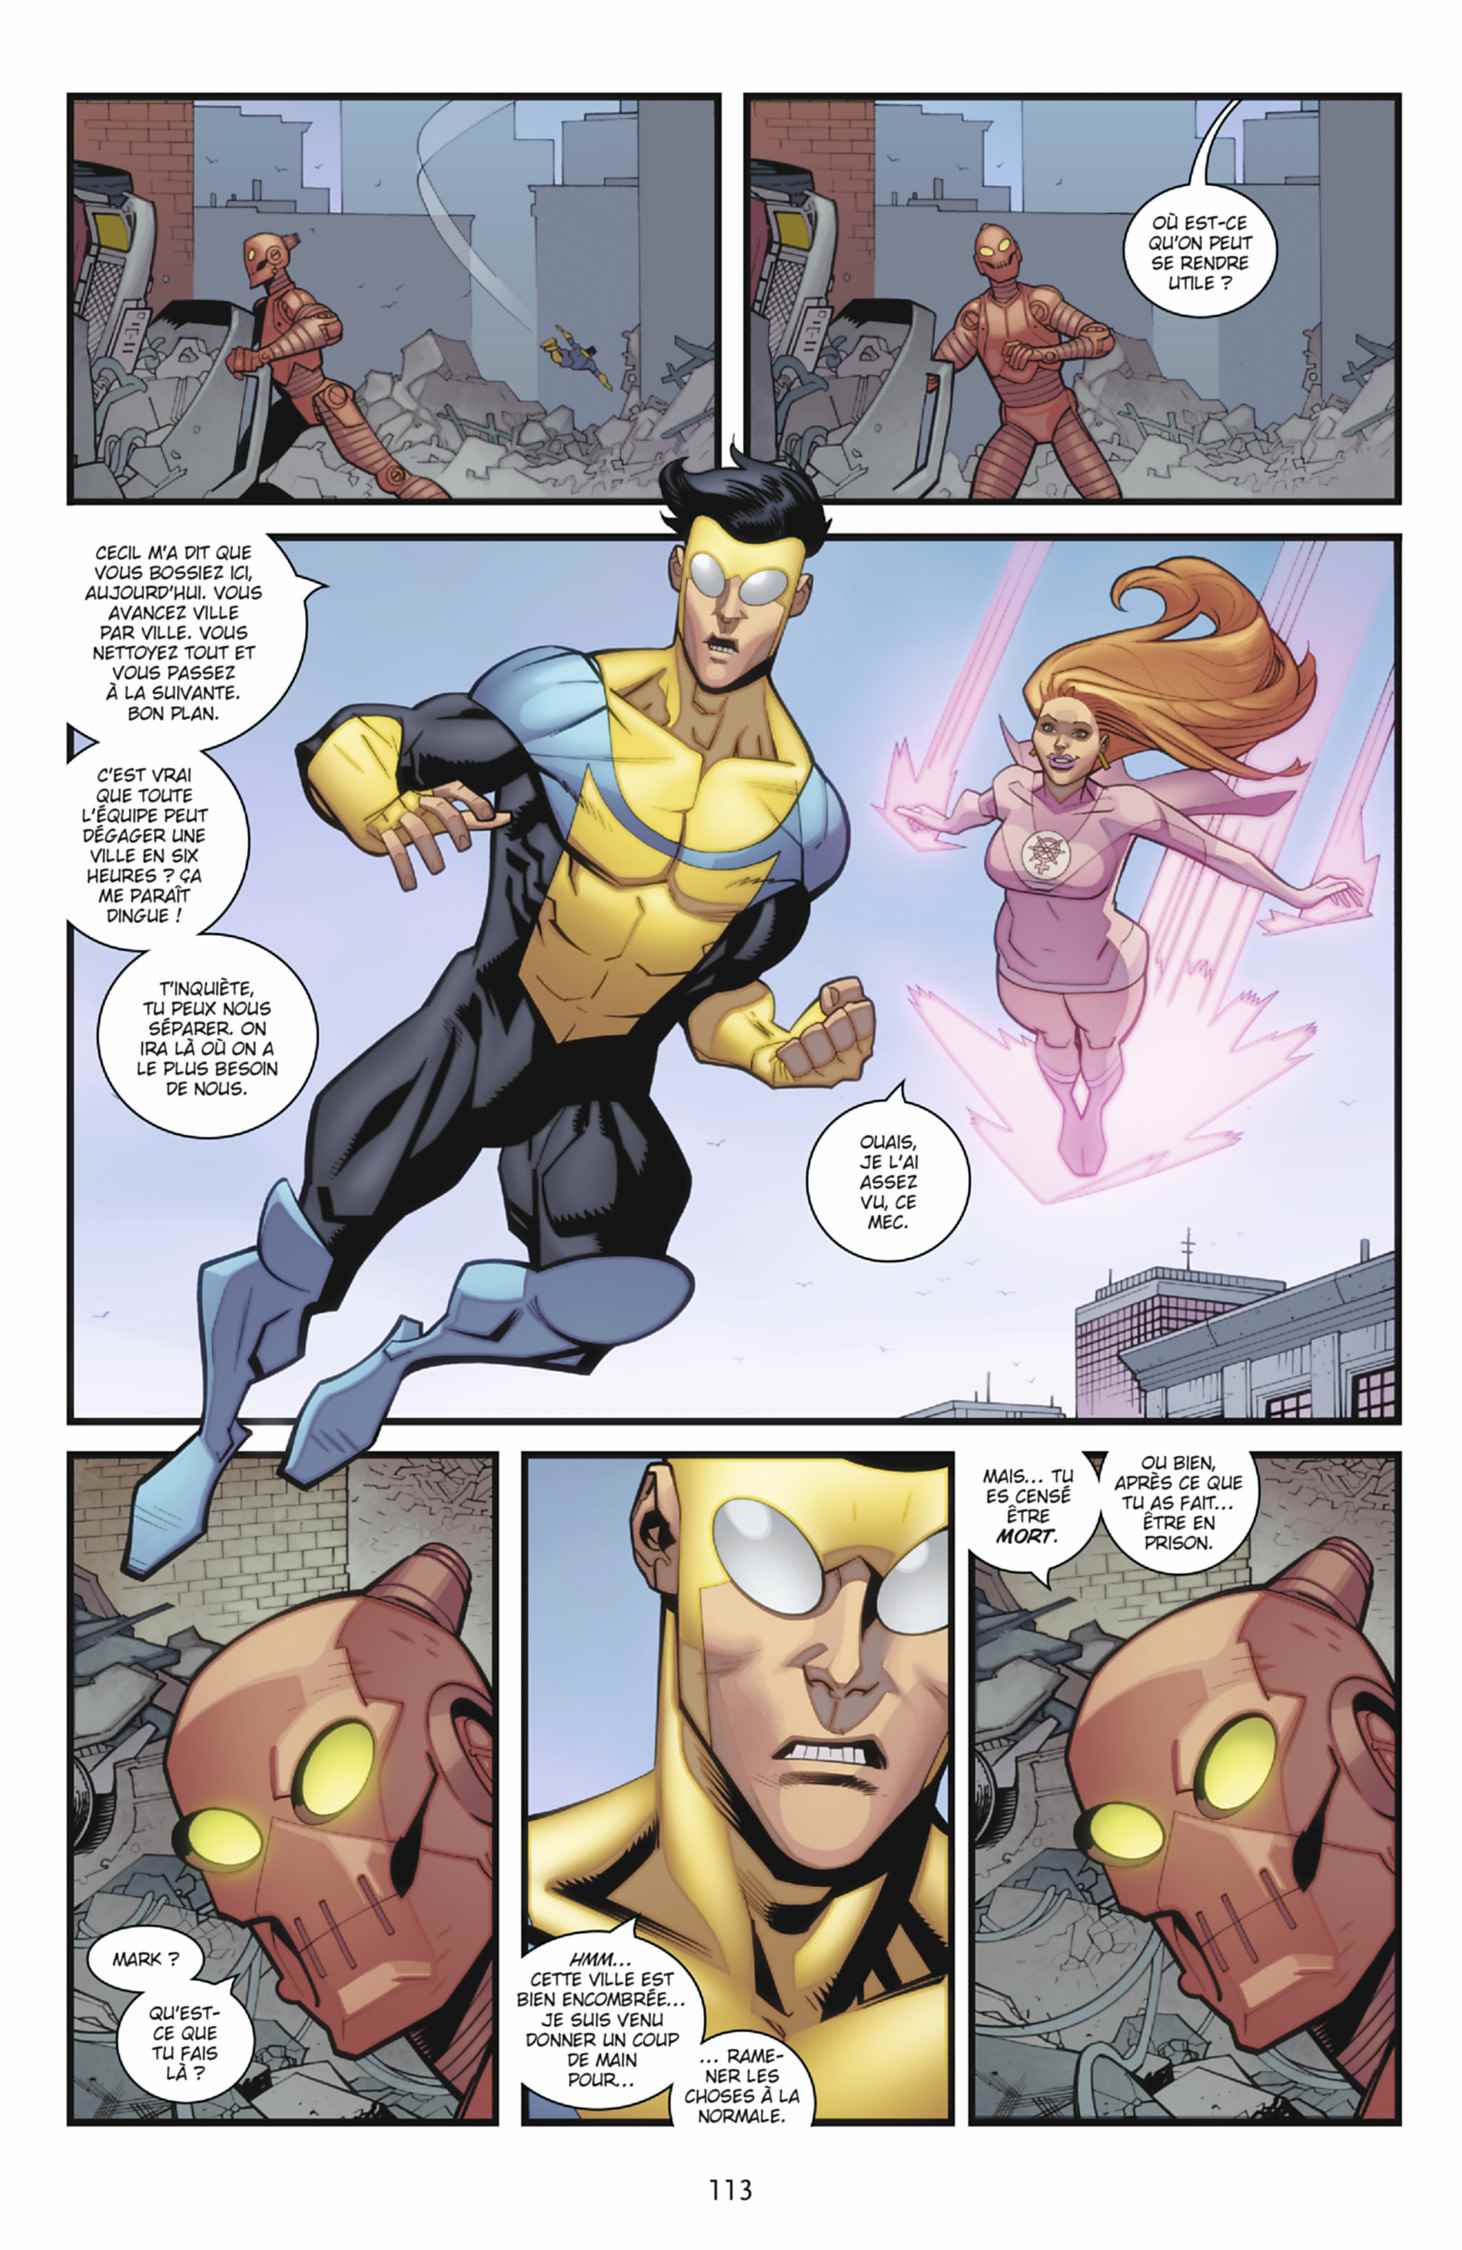 OÙ EST-CE
QU'ON PEUT
SE RENDRE
UTILE ?
CECIL M'A DIT QUE
VOUS BOSSIEZ ICI,
AUJOURD'HUI. VOUS
AVANCEZ VILLE
PAR VILLE. VOUS
NETTOYEZ TOUT ET
VOUS PASSEZ
À LA SUIVANTE.
BON PLAN.
C'EST VRAI
QUE TOUTE
L'ÉQUIPE PEUT
DÉGAGER UNE
VILLE EN SIX
HEURES ? ÇA
ME PARAÎT
DINGUE !
T'INQUIÈTE,
TU PEUX NOUS
SÉPARER. ON
IRA LÀ OÙ ON A
LE PLUS BESOIN
DE NOUS.
OUAIS,
JE L'AI
ASSEZ
VU, CE
MEC.
MARK ?
QU'EST-
CE QUE
TU FAIS
LÀ ?
HMM...
CETTE VILLE EST
BIEN ENCOMBRÉE...
JE SUIS VENU
DONNER UN COUP
DE MAIN
POUR...
... RAME-
NER LES
CHOSES À LA
NORMALE.
MAIS... TU
ES CENSÉ
ÊTRE
MORT.
OU BIEN,
APRÈS CE QUE
TU AS FAIT...
ÊTRE EN
PRISON.
113